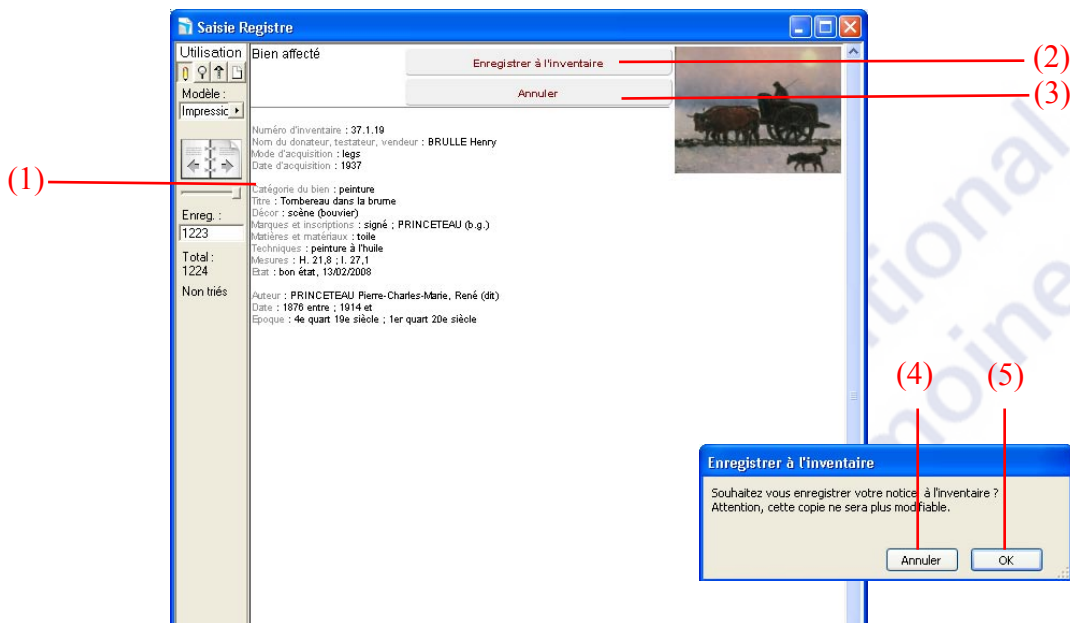 Saisie Registre
Utilisation
Bien affecté
Enregistrer à l'inventaire
(2)
Modèle :
Annuler
(3)
Impressic
Numéro d'inventaire : 37.1.19
Nom du donateur, testateur, vendeur : BRULLE Henry
Mode d'acquisition : legs
Date d'acquisition : 1937
(1)
Catégorie du bien : peinture
Titre : Tombereau dans la brume
Décor : scène (bouvier)
Marques et inscriptions : signé ; PRINCETEAU (b.g.)
Matières et matériaux : toile
Techniques : peinture à l'huile
Mesures : H. 21,8 ; l. 27,1
Etat : bon état, 13/02/2008
Enreg. :
1223
Total :
1224
Non triés
Auteur : PRINCETEAU Pierre-Charles-Marie, René (dit)
Date : 1876 entre ; 1914 et
Epoque : 4e quart 19e siècle ; 1er quart 20e siècle
(4)
(5)
Enregistrer à l'inventaire
Souhaitez vous enregistrer votre notice à l'inventaire ?
Attention, cette copie ne sera plus modifiable.
Annuler
OK